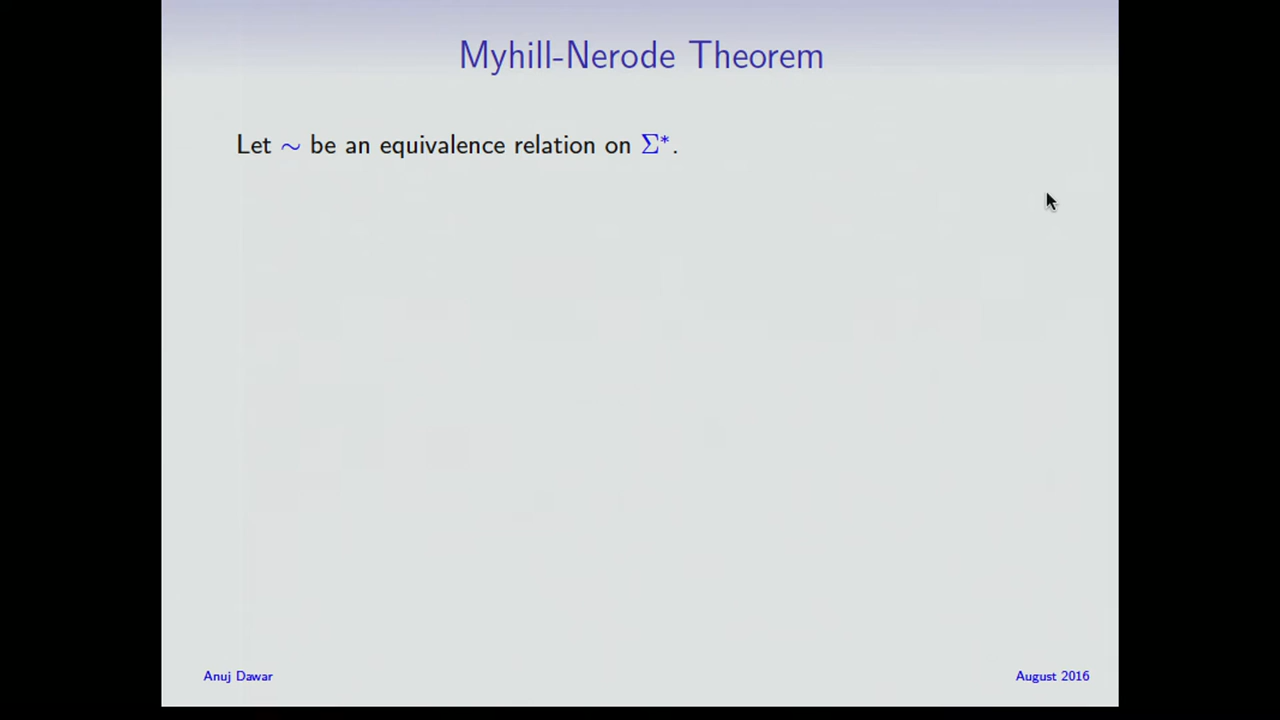 Myhill-Nerode Theorem
Let ∼ be an equivalence relation on Σ*.
Anuj Dawar
August 2016